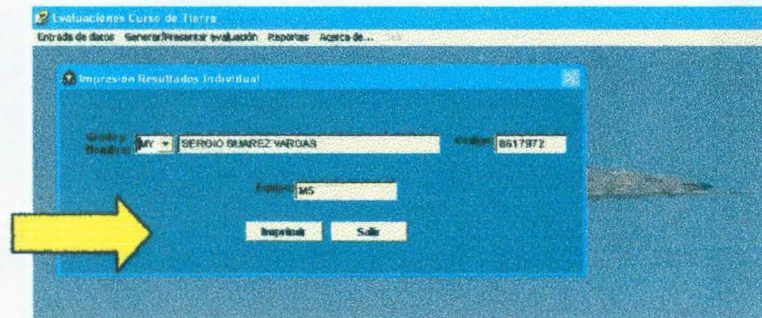 Evaluaciones Curso de Tierra
Entrada de datos Generar/Presentar evaluación Reportes Acerca de... Salir
Impresión Resultados Individual
Grado y Nombre: MY SERGIO SUAREZ VARGAS Código: 8617972
Equipo: M5
Imprimir Salir